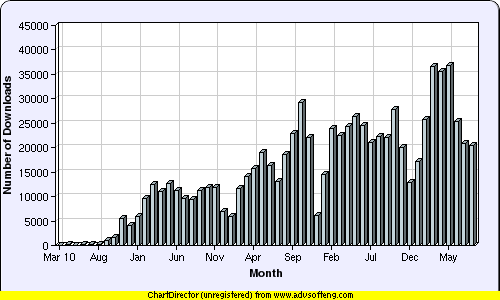 45000
40000
35000
30000
25000
20000
15000
10000
5000
0
Number of Downloads
Mar 10 Aug Jan Jun Nov Apr Sep Feb Jul Dec May
Month
ChartDirector (unregistered) from www.advsofteng.com